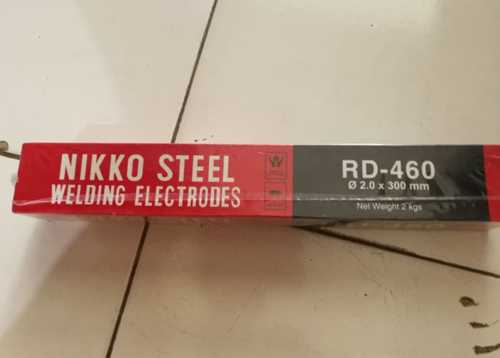 NIKKO STEEL
WELDING ELECTRODES
RD-460
Ø 2.0 x 300 mm
Net Weight 2 kgs